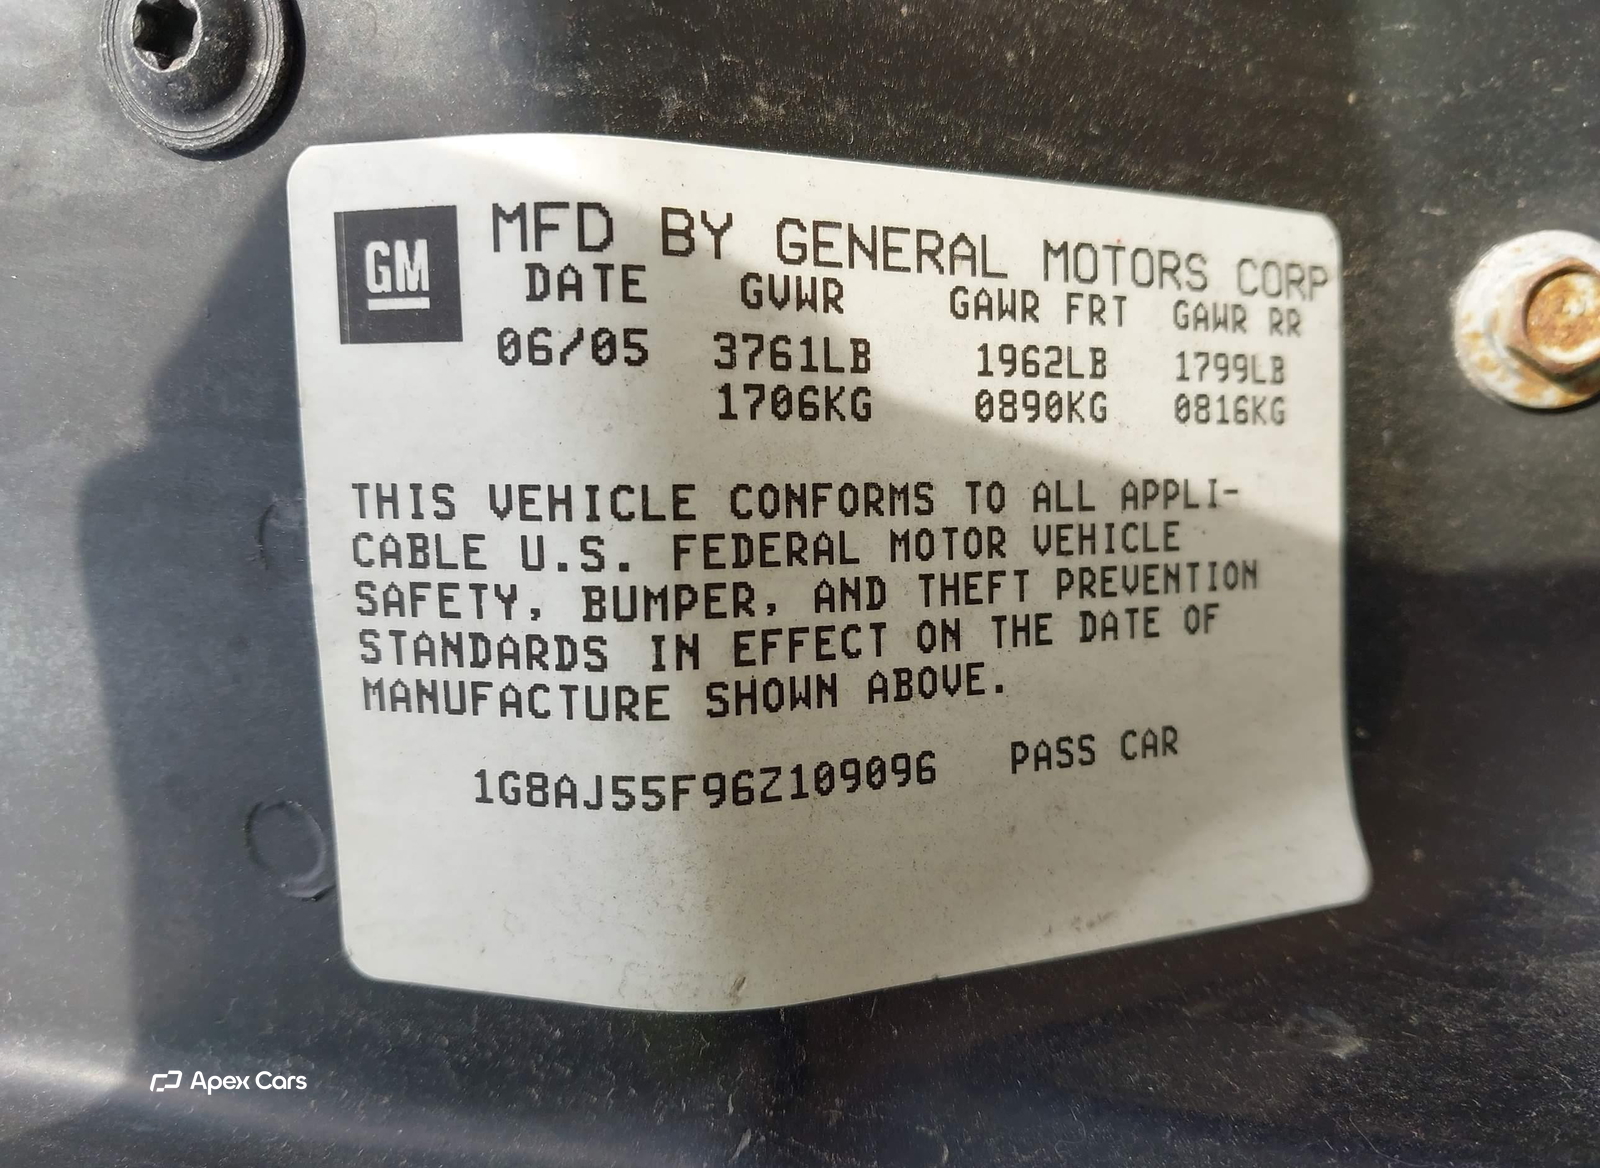 GM
MFD BY GENERAL MOTORS CORP
DATE GVWR GAWR FRT GAWR RR
06/05 3761LB 1962LB 1799LB
1706KG 0890KG 0816KG
THIS VEHICLE CONFORMS TO ALL APPLI-
CABLE U.S. FEDERAL MOTOR VEHICLE
SAFETY, BUMPER, AND THEFT PREVENTION
STANDARDS IN EFFECT ON THE DATE OF
MANUFACTURE SHOWN ABOVE.
1G8AJ55F96Z109096 PASS CAR
Apex Cars